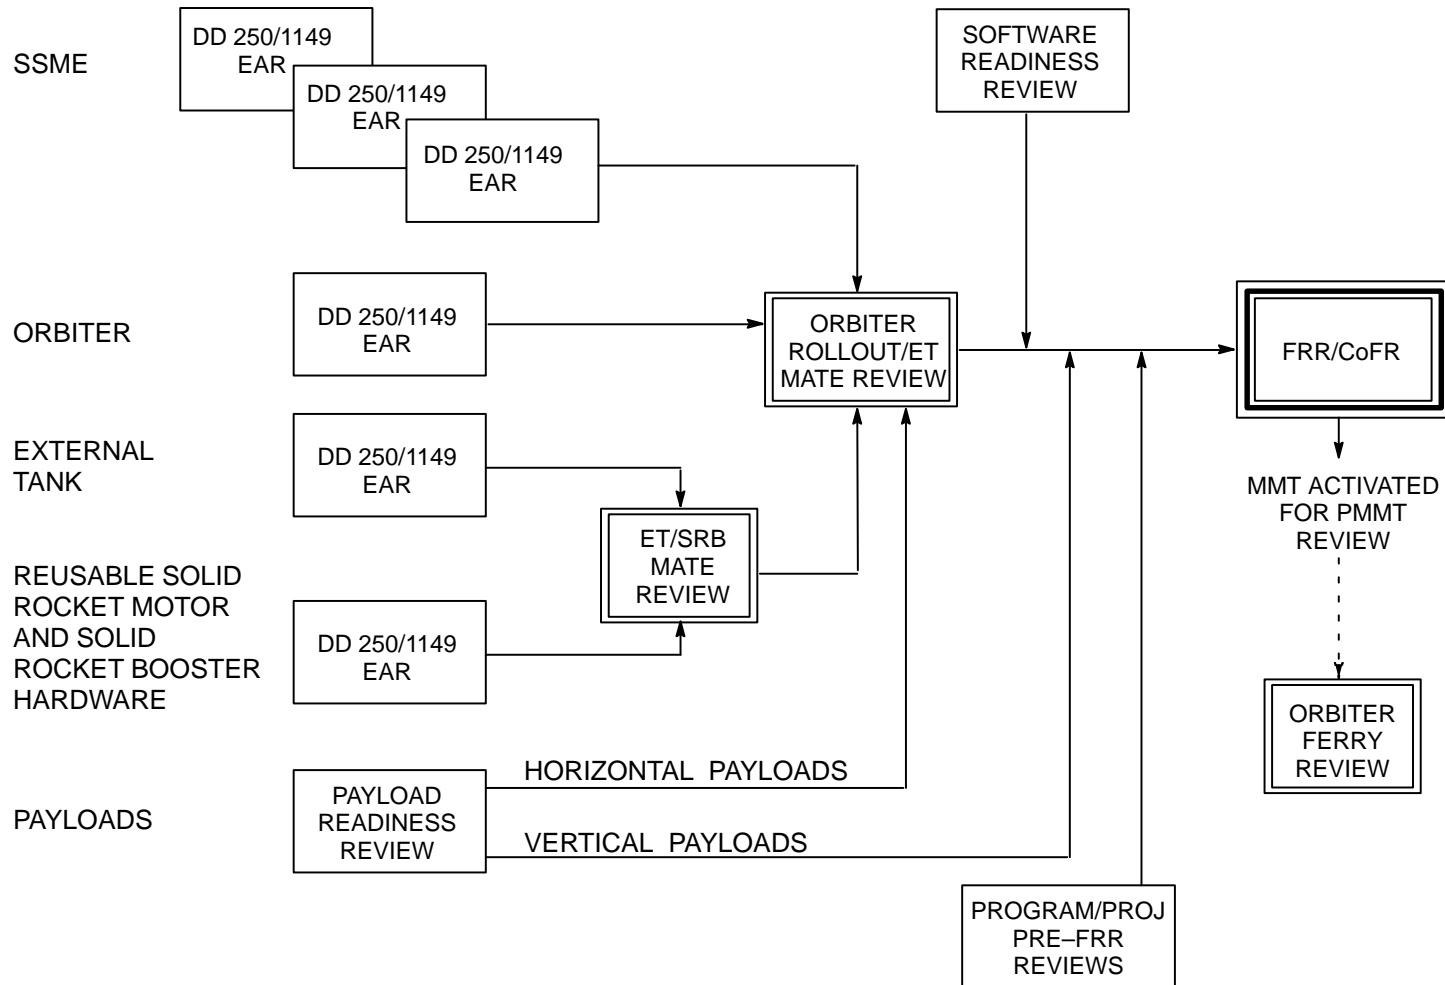 SSME
DD 250/1149
EAR
DD 250/1149
EAR
DD 250/1149
EAR
SOFTWARE
READINESS
REVIEW
ORBITER
DD 250/1149
EAR
ORBITER
ROLLOUT/ET
MATE REVIEW
FRR/CoFR
EXTERNAL
TANK
DD 250/1149
EAR
MMT ACTIVATED
FOR PMMT
REVIEW
ET/SRB
MATE
REVIEW
REUSABLE SOLID
ROCKET MOTOR
AND SOLID
ROCKET BOOSTER
HARDWARE
DD 250/1149
EAR
ORBITER
FERRY
REVIEW
PAYLOADS
PAYLOAD
READINESS
REVIEW
HORIZONTAL PAYLOADS
VERTICAL PAYLOADS
PROGRAM/PROJ
PRE–FRR
REVIEWS